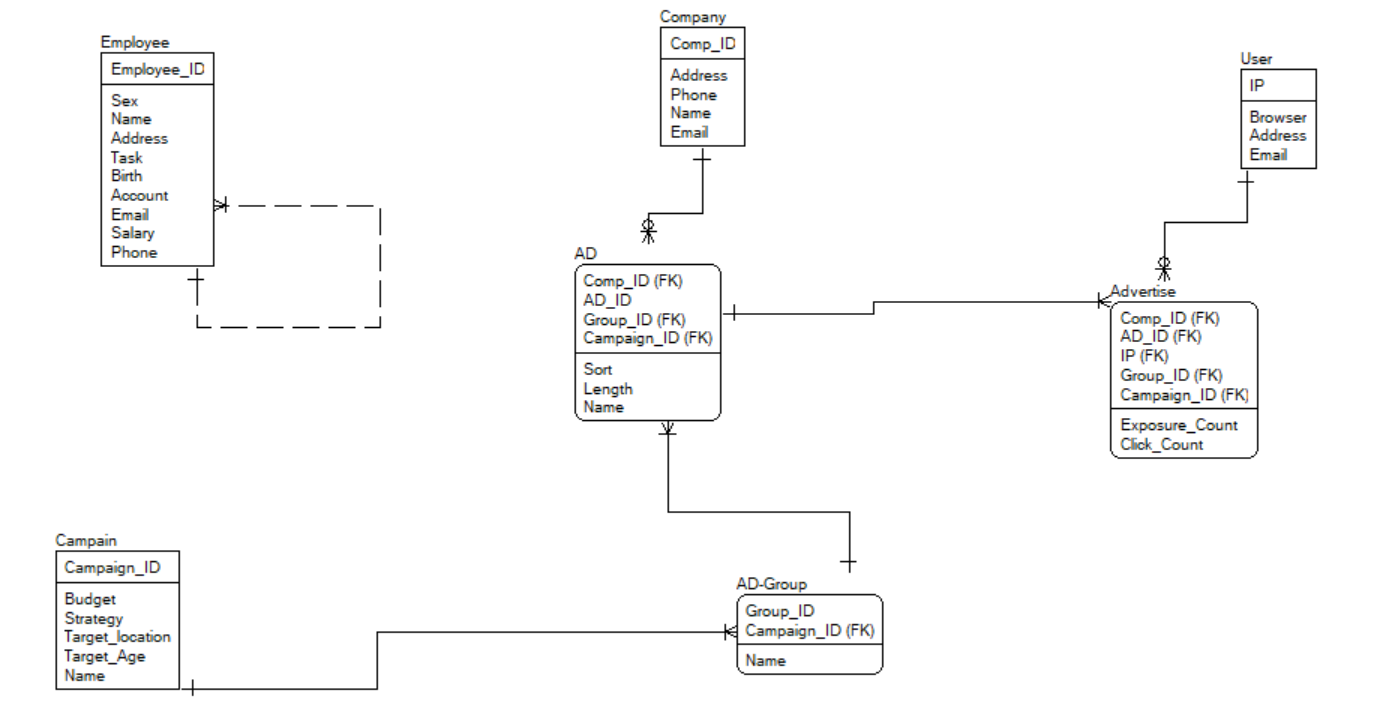 Employee
Employee_ID
Sex
Name
Address
Task
Birth
Account
Email
Salary
Phone
Company
Comp_ID
Address
Phone
Name
Email
User
IP
Browser
Address
Email
AD
Comp_ID (FK)
AD_ID
Group_ID (FK)
Campaign_ID (FK)
Sort
Length
Name
Advertise
Comp_ID (FK)
AD_ID (FK)
IP (FK)
Group_ID (FK)
Campaign_ID (FK)
Exposure_Count
Click_Count
Campain
Campaign_ID
Budget
Strategy
Target_location
Target_Age
Name
AD-Group
Group_ID
Campaign_ID (FK)
Name